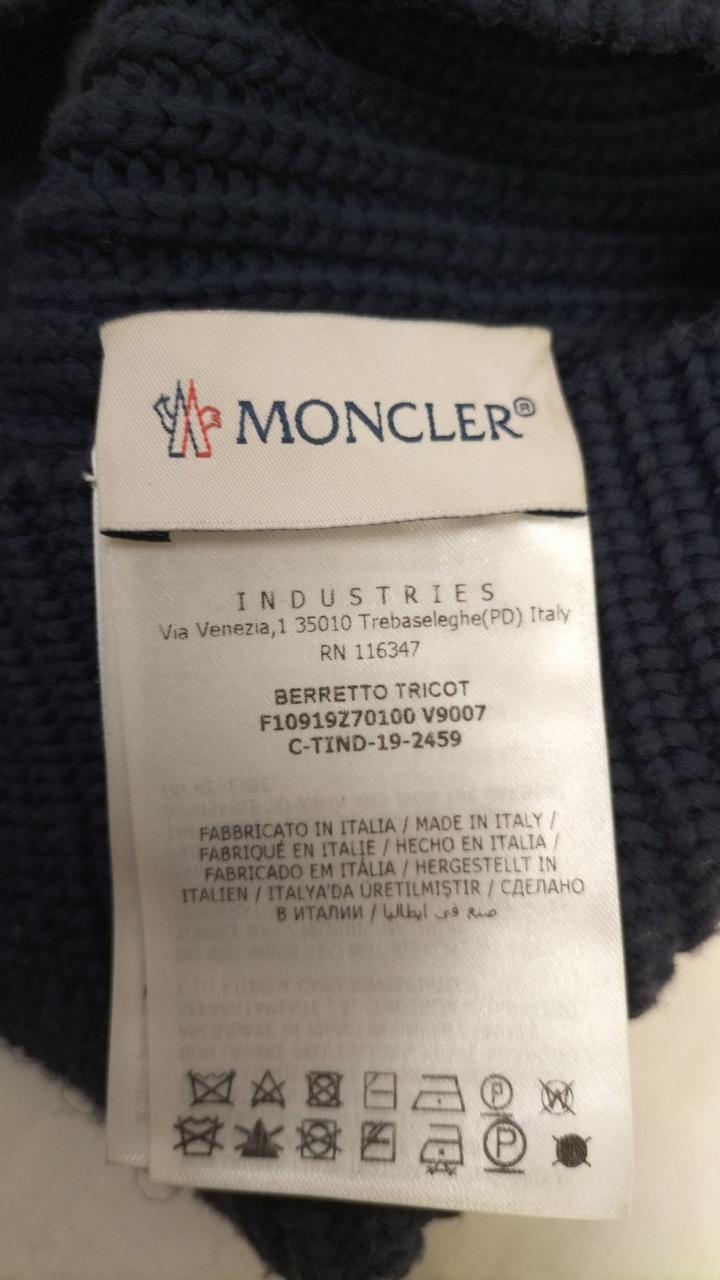 MONCLER®
INDUSTRIES
Via Venezia,1 35010 Trebaseleghe(PD) Italy
RN 116347
BERRETTO TRICOT
F10919Z70100 V9007
C-TIND-19-2459
FABBRICATO IN ITALIA / MADE IN ITALY /
FABRIQUÉ EN ITALIE / HECHO EN ITALIA /
FABRICADO EM ITÁLIA / HERGESTELLT IN
ITALIEN / ITALYA'DA ÜRETILMIŞTIR / СДЕЛАНО
В ИТАЛИИ / صنع في ايطاليا
P W
P